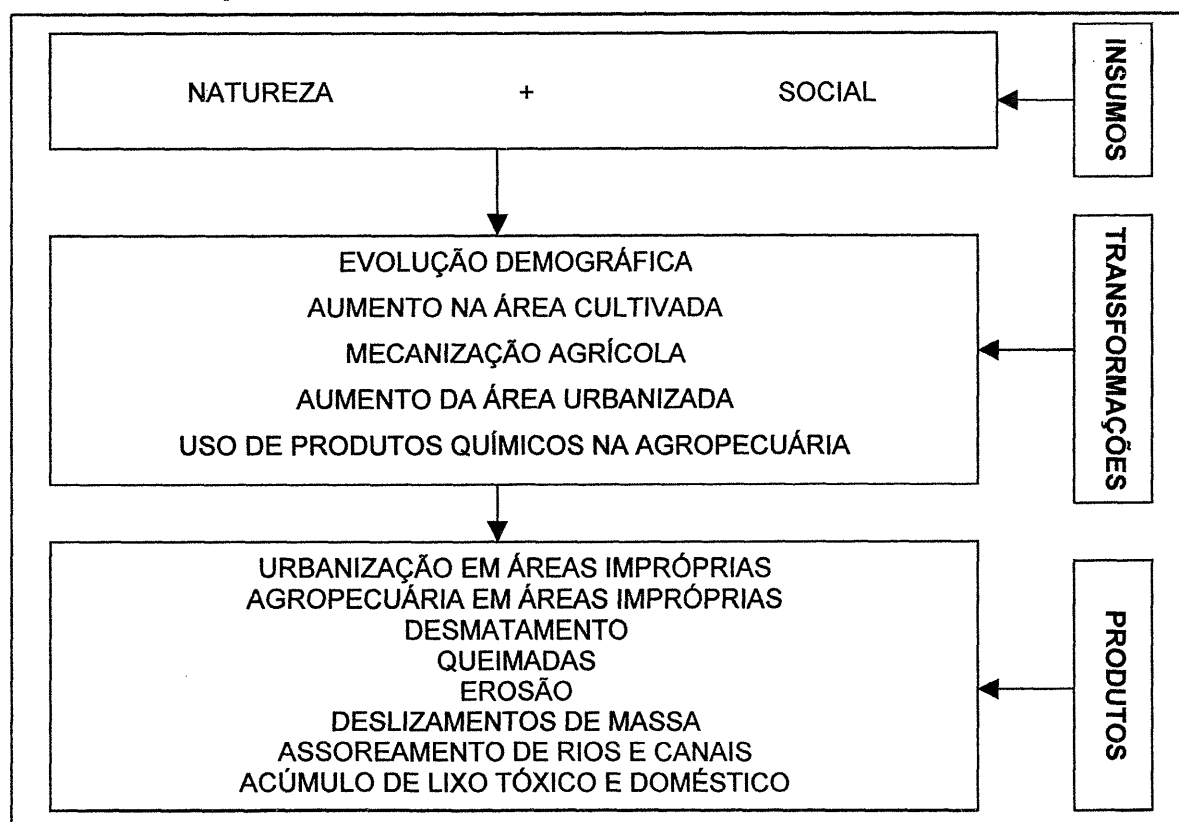 NATUREZA + SOCIAL
INSUMOS
EVOLUÇÃO DEMOGRÁFICA
AUMENTO NA ÁREA CULTIVADA
MECANIZAÇÃO AGRÍCOLA
AUMENTO DA ÁREA URBANIZADA
USO DE PRODUTOS QUÍMICOS NA AGROPECUÁRIA
TRANSFORMAÇÕES
URBANIZAÇÃO EM ÁREAS IMPRÓPRIAS
AGROPECUÁRIA EM ÁREAS IMPRÓPRIAS
DESMATAMENTO
QUEIMADAS
EROSÃO
DESLIZAMENTOS DE MASSA
ASSOREAMENTO DE RIOS E CANAIS
ACÚMULO DE LIXO TÓXICO E DOMÉSTICO
PRODUTOS